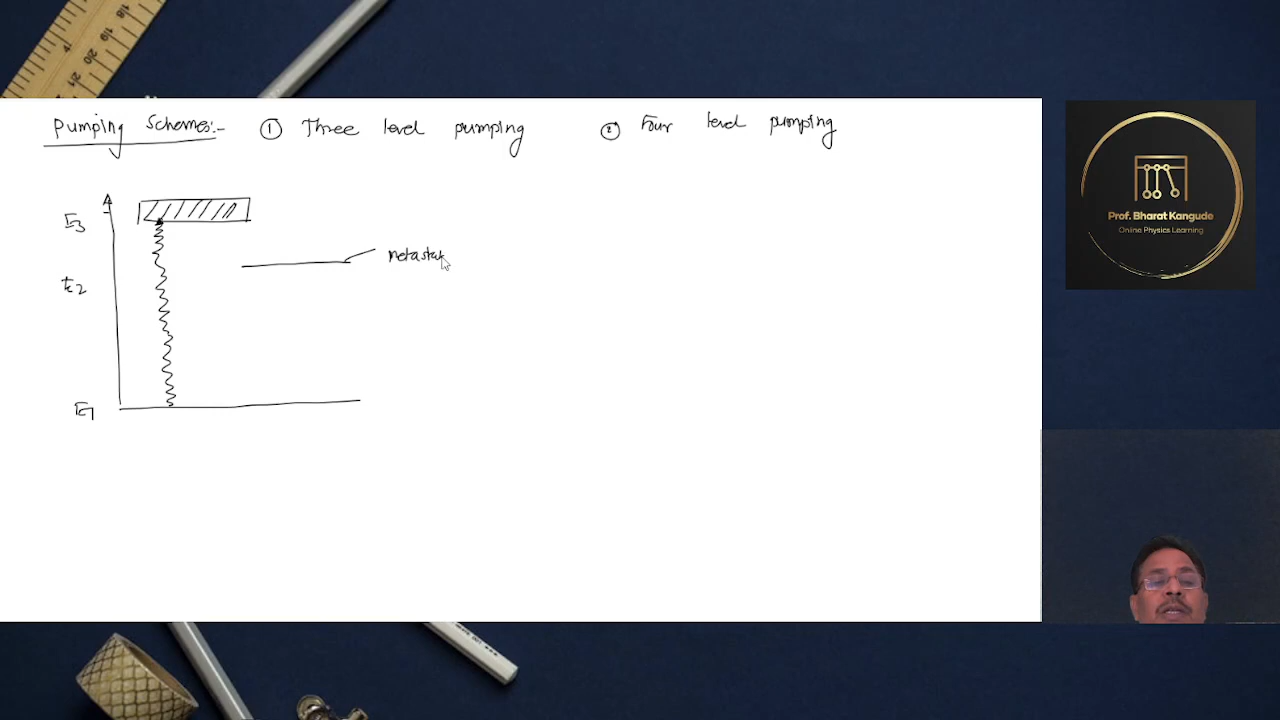 Pumping Schemes:- ① Three level pumping ② Four level pumping
E3
metastab
E2
E1
Prof. Bharat Kangude
Online Physics Learning